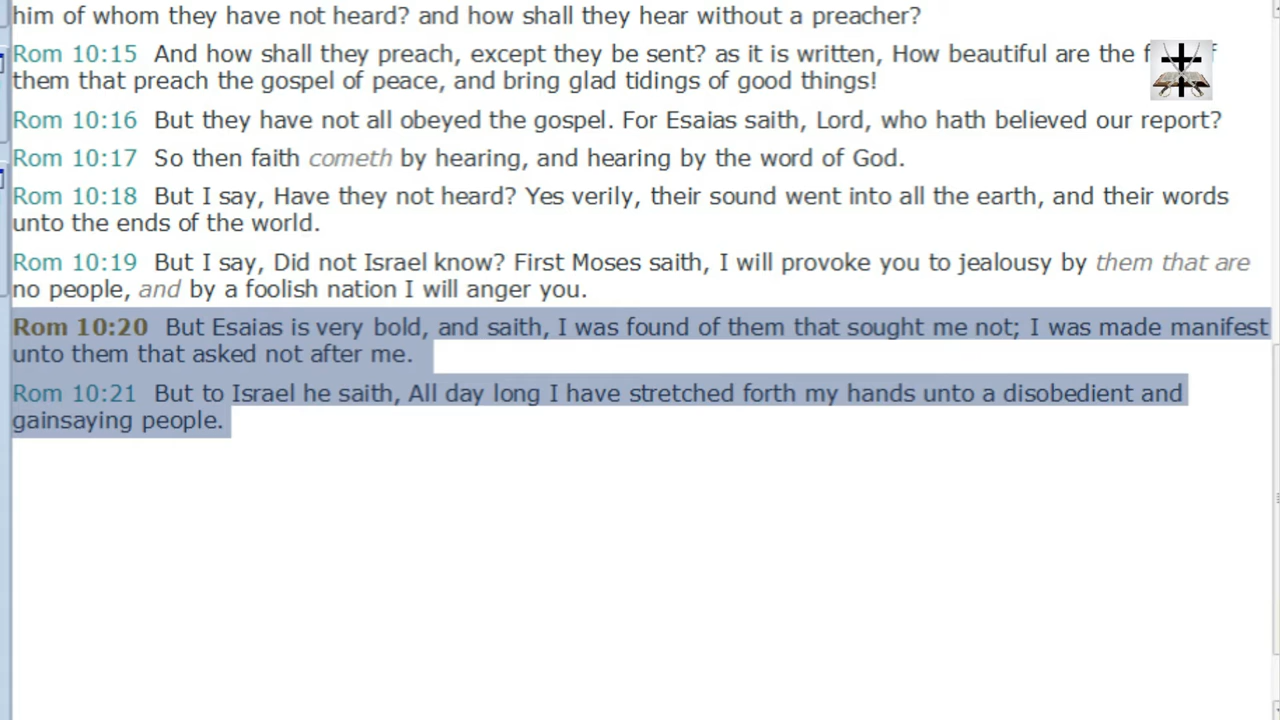 him of whom they have not heard? and how shall they hear without a preacher?
Rom 10:15 And how shall they preach, except they be sent? as it is written, How beautiful are the
them that preach the gospel of peace, and bring glad tidings of good things!
Rom 10:16 But they have not all obeyed the gospel. For Esaias saith, Lord, who hath believed our report?
Rom 10:17 So then faith cometh by hearing, and hearing by the word of God.
Rom 10:18 But I say, Have they not heard? Yes verily, their sound went into all the earth, and their words
unto the ends of the world.
Rom 10:19 But I say, Did not Israel know? First Moses saith, I will provoke you to jealousy by them that are
no people, and by a foolish nation I will anger you.
Rom 10:20 But Esaias is very bold, and saith, I was found of them that sought me not; I was made manifest
unto them that asked not after me.
Rom 10:21 But to Israel he saith, All day long I have stretched forth my hands unto a disobedient and
gainsaying people.